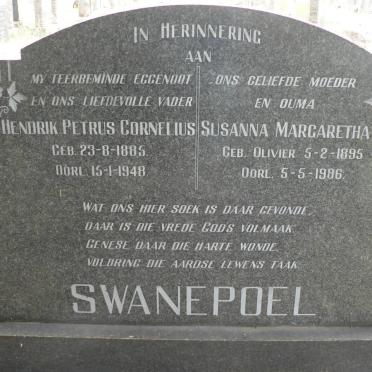 IN HERINNERING
AAN
MY TEERBEMINDE EGGENOOT
EN ONS LIEFDEVOLLE VADER
HENDRIK PETRUS CORNELIUS
GEB. 23-8-1885.
OORL. 15-1-1948
ONS GELIEFDE MOEDER
EN OUMA
SUSANNA MARGARETHA
GEB. OLIVIER 5-2-1895
OORL. 5-5-1986.
WAT ONS HIER SOEK IS DAAR GEVONDE,
DAAR IS DIE VREDE GODS VOLMAAK,
GENESE DAAR DIE HARTE WONDE,
VOLDRING DIE AARDSE LEWENS TAAK.
SWANEPOEL